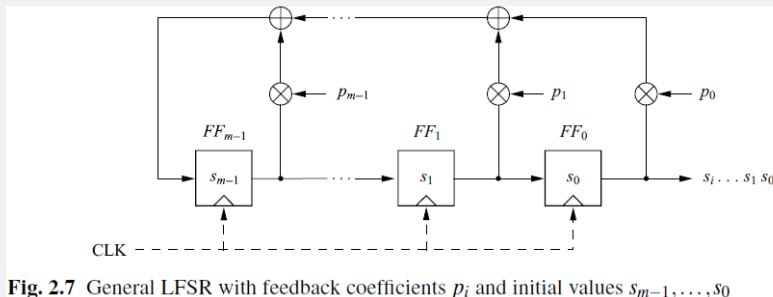 p_{m−1} p_1 p_0
FF_{m−1} FF_1 FF_0
s_{m−1} s_1 s_0 s_i . . . s_1 s_0
CLK
Fig. 2.7 General LFSR with feedback coefficients p_i and initial values s_{m−1}, . . . , s_0